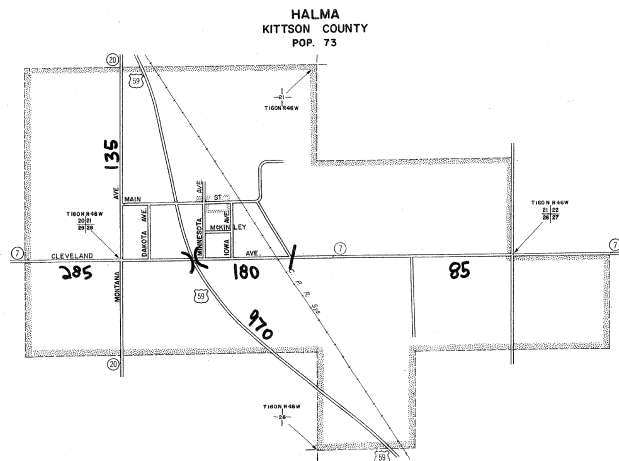 HALMA
KITTSON COUNTY
POP. 73
20
59
21
T160N R46W
135
AVE.
MAIN ST.
AVE
T160N R46W
20 21
29 28
T160N R46W
21 22
28 27
DAKOTA AVE.
MINNESOTA
IOWA AVE.
McKINLEY
7
CLEVELAND AVE.
7
7
285
180
85
MONTANA
59
970
20
T160N R46W
28
59